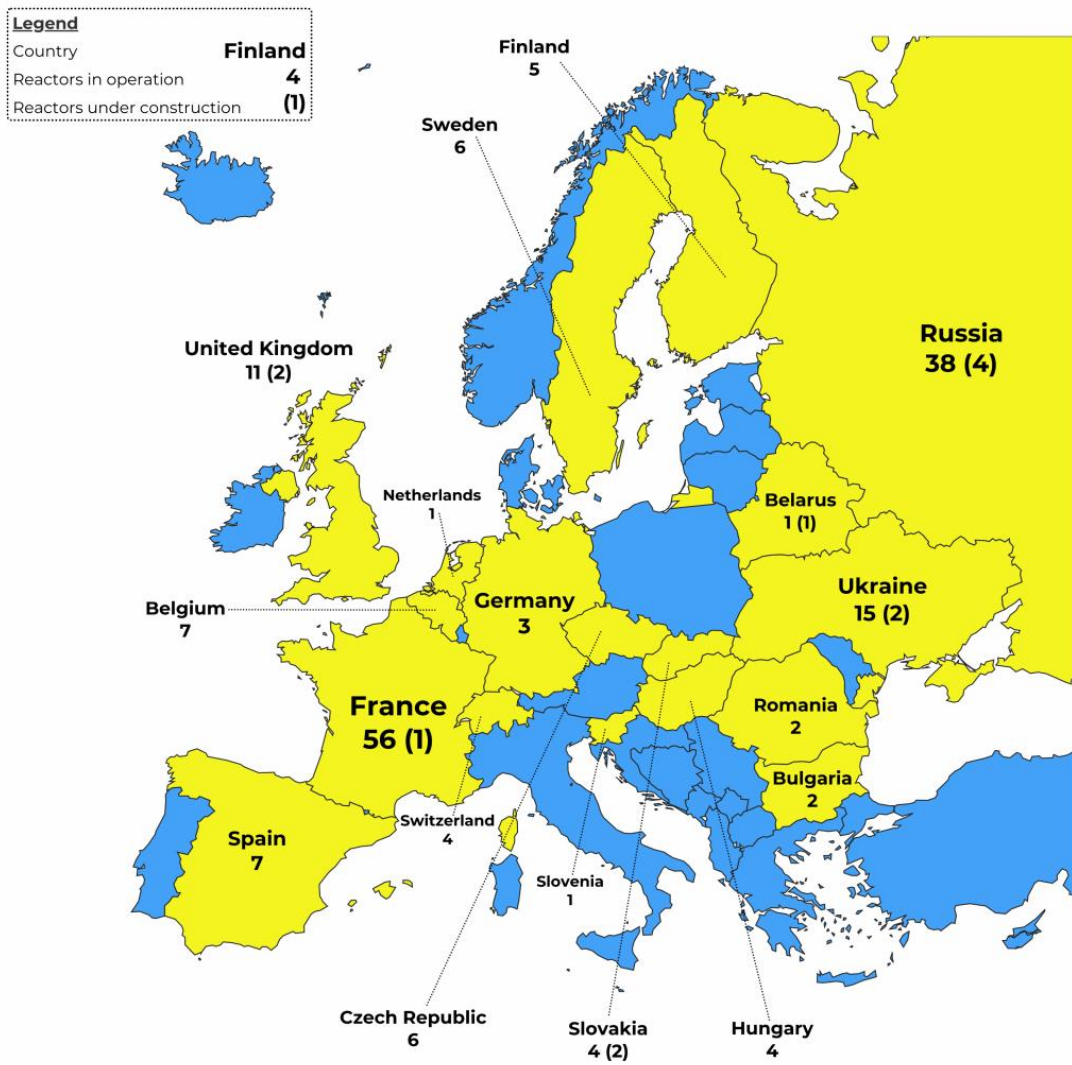 Legend
Country Finland
Reactors in operation 4
Reactors under construction (1)
Finland
5
Sweden
6
United Kingdom
11 (2)
Russia
38 (4)
Netherlands
1
Belarus
1 (1)
Belgium
7
Germany
3
Ukraine
15 (2)
France
56 (1)
Romania
2
Bulgaria
2
Switzerland
4
Spain
7
Slovenia
1
Czech Republic
6
Slovakia
4 (2)
Hungary
4